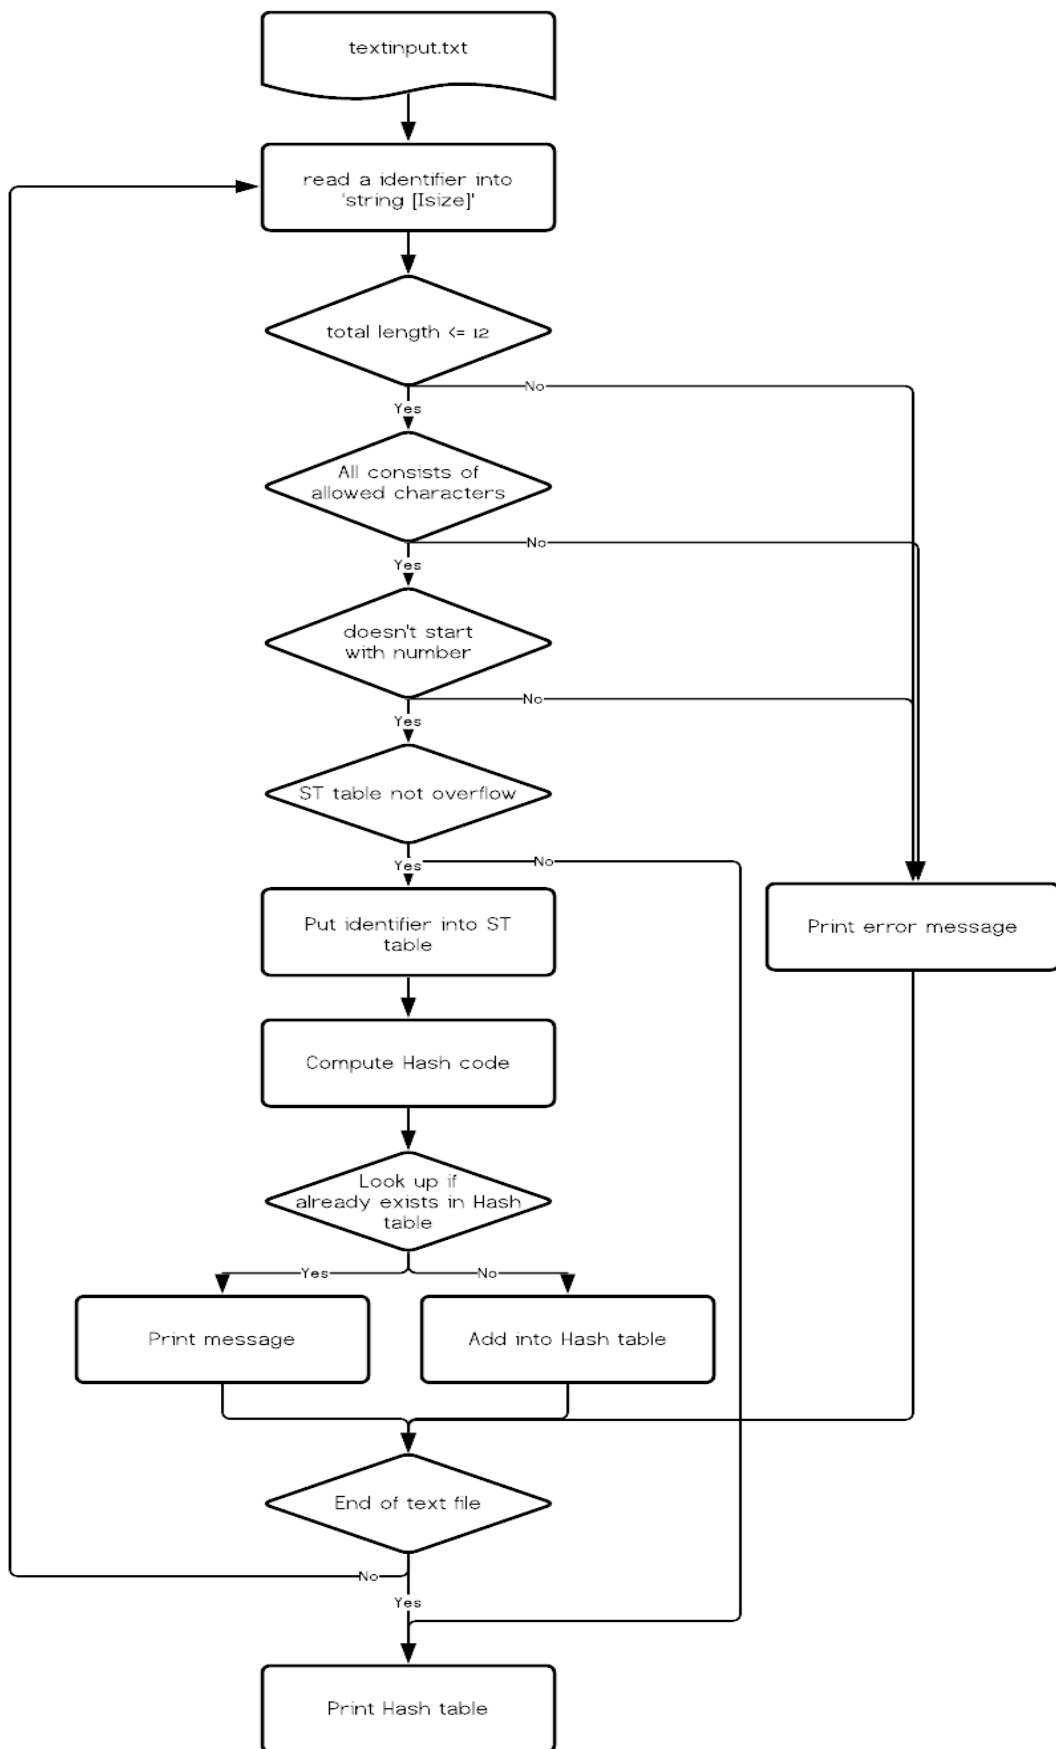 textinput.txt
read a identifier into
'string [Isize]'
total length <= 12
No
Yes
All consists of
allowed characters
No
Yes
doesn't start
with number
No
Yes
ST table not overflow
Yes
No
Put identifier into ST
table
Print error message
Compute Hash code
Look up if
already exists in Hash
table
Yes
No
Print message
Add into Hash table
End of text file
No
Yes
Print Hash table